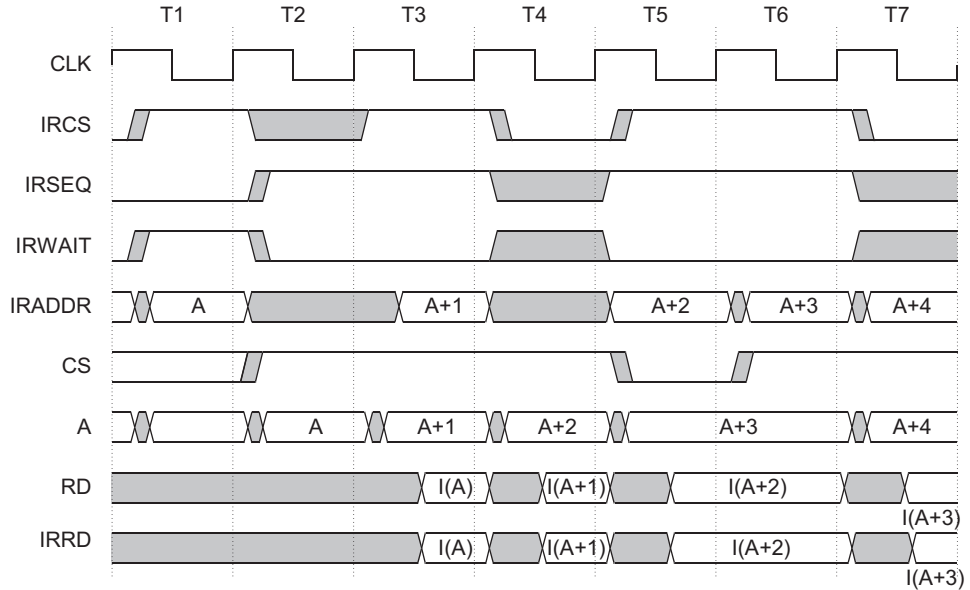 T1 T2 T3 T4 T5 T6 T7
CLK
IRCS
IRSEQ
IRWAIT
IRADDR A A+1 A+2 A+3 A+4
CS
A A A+1 A+2 A+3 A+4
RD I(A) I(A+1) I(A+2)
I(A+3)
IRRD I(A) I(A+1) I(A+2)
I(A+3)